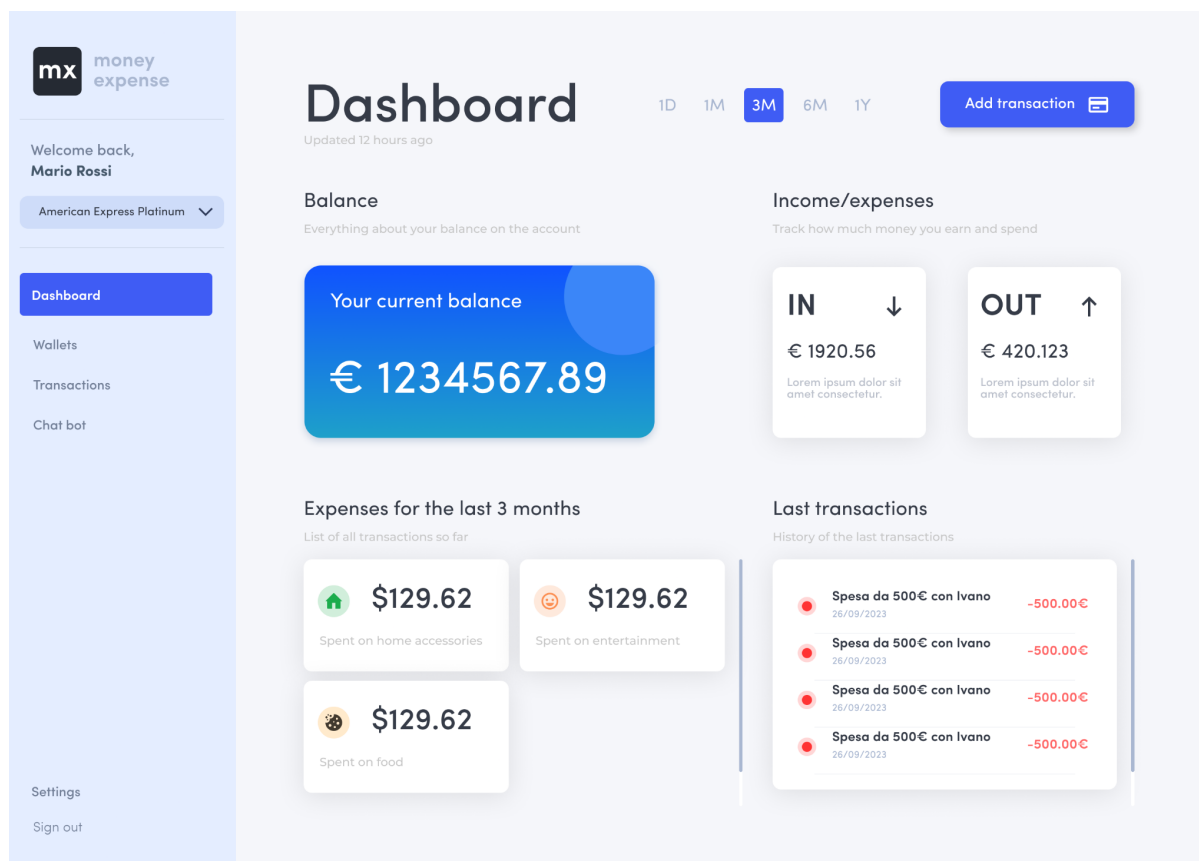 mx
money
expense
Welcome back,
Mario Rossi
American Express Platinum
Dashboard
Wallets
Transactions
Chat bot
Settings
Sign out
Dashboard
Updated 12 hours ago
1D 1M 3M 6M 1Y
Add transaction
Balance
Everything about your balance on the account
Your current balance
€ 1234567.89
Income/expenses
Track how much money you earn and spend
IN
€ 1920.56
Lorem ipsum dolor sit
amet consectetur.
OUT
€ 420.123
Lorem ipsum dolor sit
amet consectetur.
Expenses for the last 3 months
List of all transactions so far
$129.62
Spent on home accessories
$129.62
Spent on entertainment
$129.62
Spent on food
Last transactions
History of the last transactions
Spesa da 500€ con Ivano
26/09/2023
-500.00€
Spesa da 500€ con Ivano
26/09/2023
-500.00€
Spesa da 500€ con Ivano
26/09/2023
-500.00€
Spesa da 500€ con Ivano
26/09/2023
-500.00€